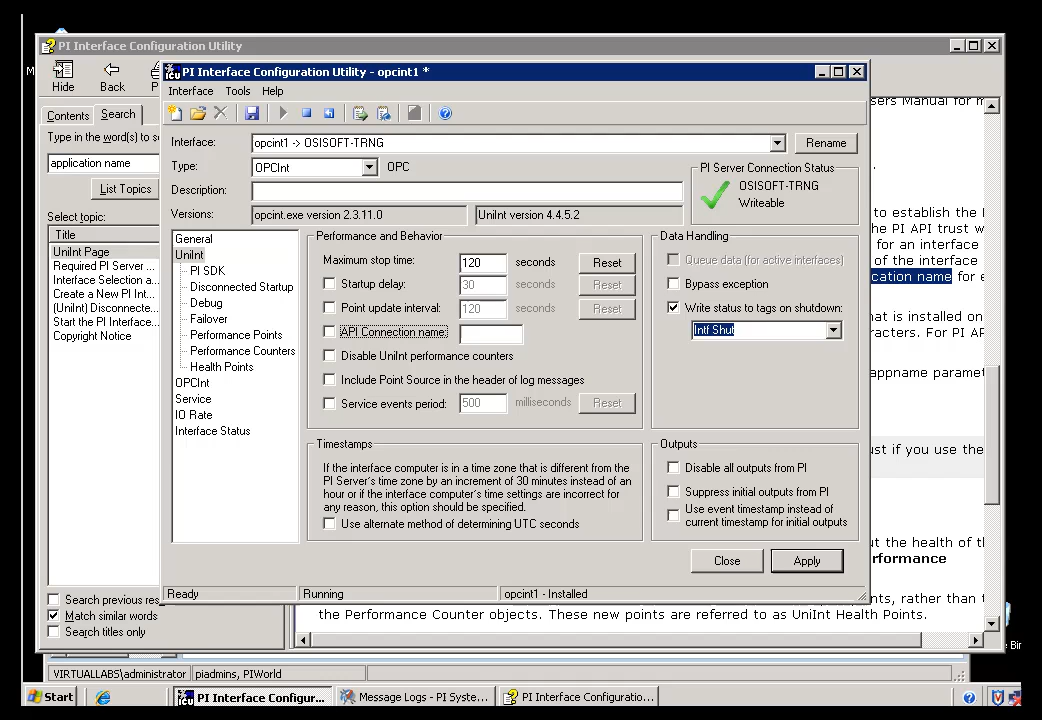 PI Interface Configuration Utility
Hide
Back
Contents
Search
Type in the word(s) to
application name
List Topics
Select topic:
Title
UniInt Page
Required PI Server ...
Interface Selection a...
Create a New PI Int...
(UniInt) Disconnecte...
Start the PI Interface...
Copyright Notice
Search previous
Match similar words
Search titles only
PI Interface Configuration Utility - opcint1 *
Interface Tools Help
Interface:
opcint1 -> OSISOFT-TRNG
Rename
Type:
OPCInt
OPC
Description:
Versions:
opcint.exe version 2.3.11.0
UniInt version 4.4.5.2
PI Server Connection Status
OSISOFT-TRNG
Writeable
General
UniInt
PI SDK
Disconnected Startup
Debug
Failover
Performance Points
Performance Counters
Health Points
OPCInt
Service
IO Rate
Interface Status
Performance and Behavior
Maximum stop time: 120 seconds Reset
Startup delay: 30 seconds Reset
Point update interval: 120 seconds Reset
API Connection name:
Disable UniInt performance counters
Include Point Source in the header of log messages
Service events period: 500 milliseconds Reset
Data Handling
Queue data (for active interfaces)
Bypass exception
Write status to tags on shutdown:
Intf Shut
Timestamps
If the interface computer is in a time zone that is different from the
PI Server's time zone by an increment of 30 minutes instead of an
hour or if the interface computer's time settings are incorrect for
any reason, this option should be specified.
Use alternate method of determining UTC seconds
Outputs
Disable all outputs from PI
Suppress initial outputs from PI
Use event timestamp instead of
current timestamp for initial outputs
Close
Apply
Ready
Running
opcint1 - Installed
sers Manual for
to establish the
the PI API trust
for an interface
of the interface
cation name for
hat is installed on
racters. For PI
appname
ust if you use the
ut the health of
rformance
nts, rather than
the Performance Counter objects. These new points are referred to as UniInt Health Points.
VIRTUALLABS\administrator
piadmins, PIWorld
Start
PI Interface Configur...
Message Logs - PI System...
PI Interface Configuratio...